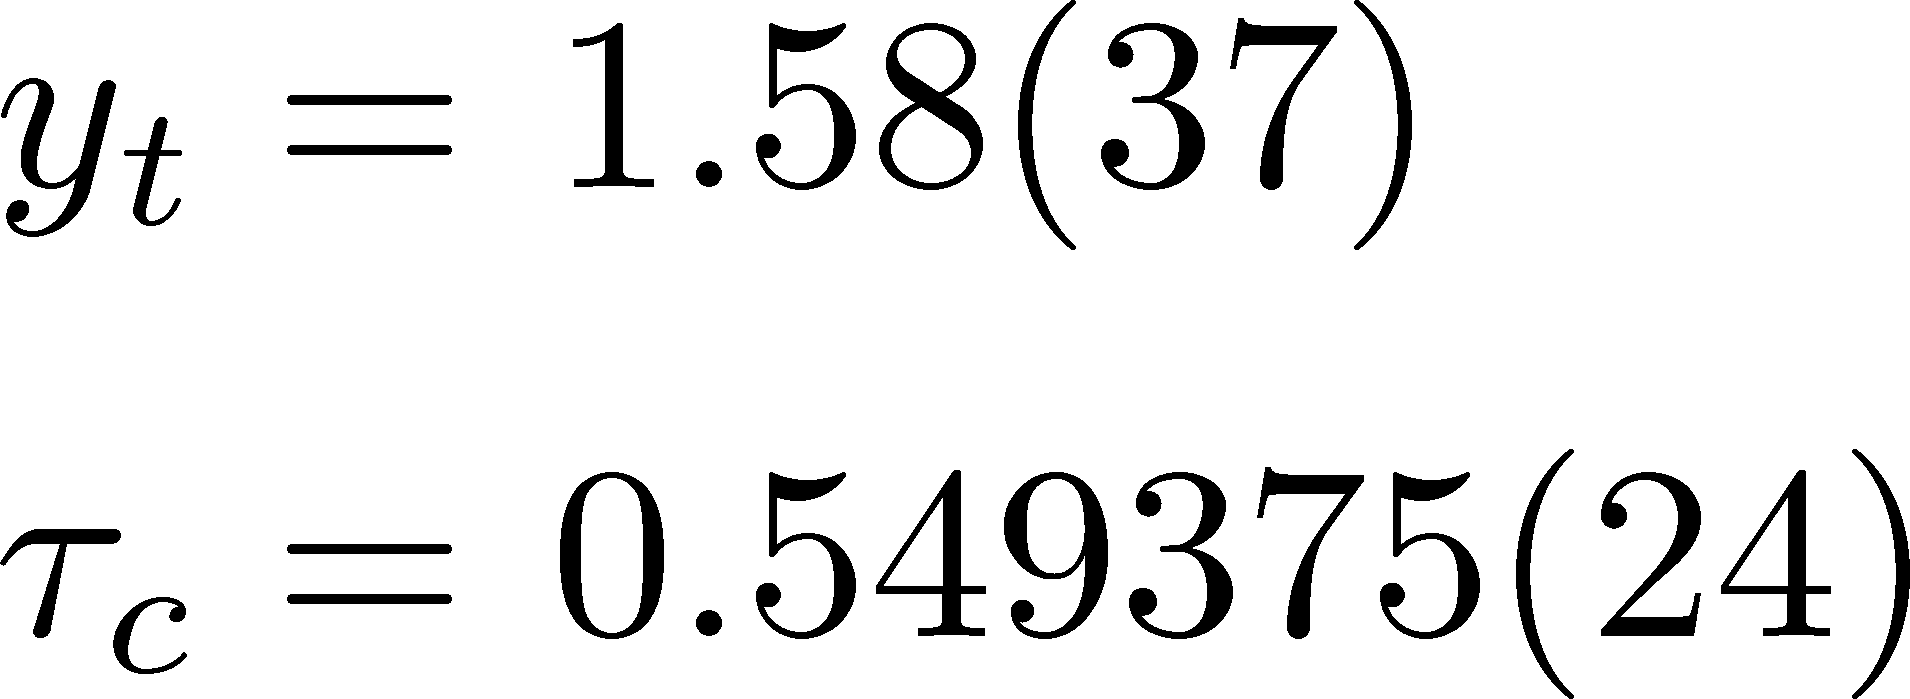 y_t = 1.58(37)
τ_c = 0.549375(24)